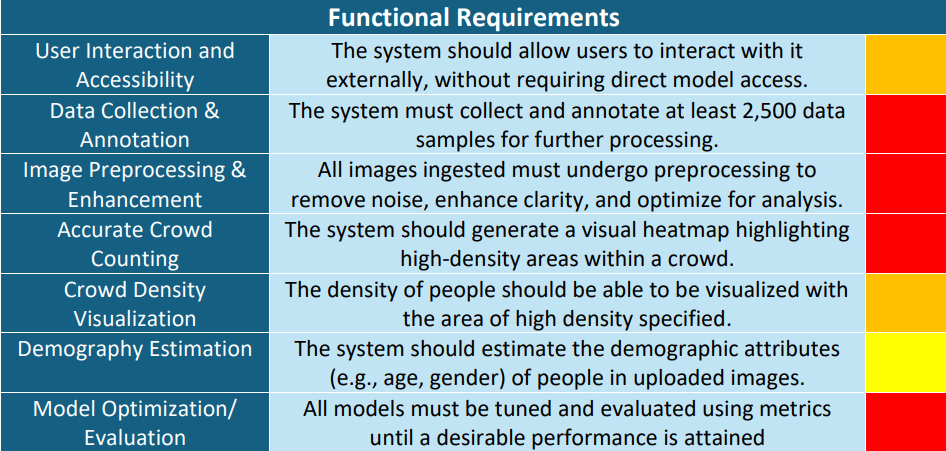 Functional Requirements
User Interaction and
Accessibility
The system should allow users to interact with it
externally, without requiring direct model access.
Data Collection &
Annotation
The system must collect and annotate at least 2,500 data
samples for further processing.
Image Preprocessing &
Enhancement
All images ingested must undergo preprocessing to
remove noise, enhance clarity, and optimize for analysis.
Accurate Crowd
Counting
The system should generate a visual heatmap highlighting
high-density areas within a crowd.
Crowd Density
Visualization
The density of people should be able to be visualized with
the area of high density specified.
Demography Estimation
The system should estimate the demographic attributes
(e.g., age, gender) of people in uploaded images.
Model Optimization/
Evaluation
All models must be tuned and evaluated using metrics
until a desirable performance is attained